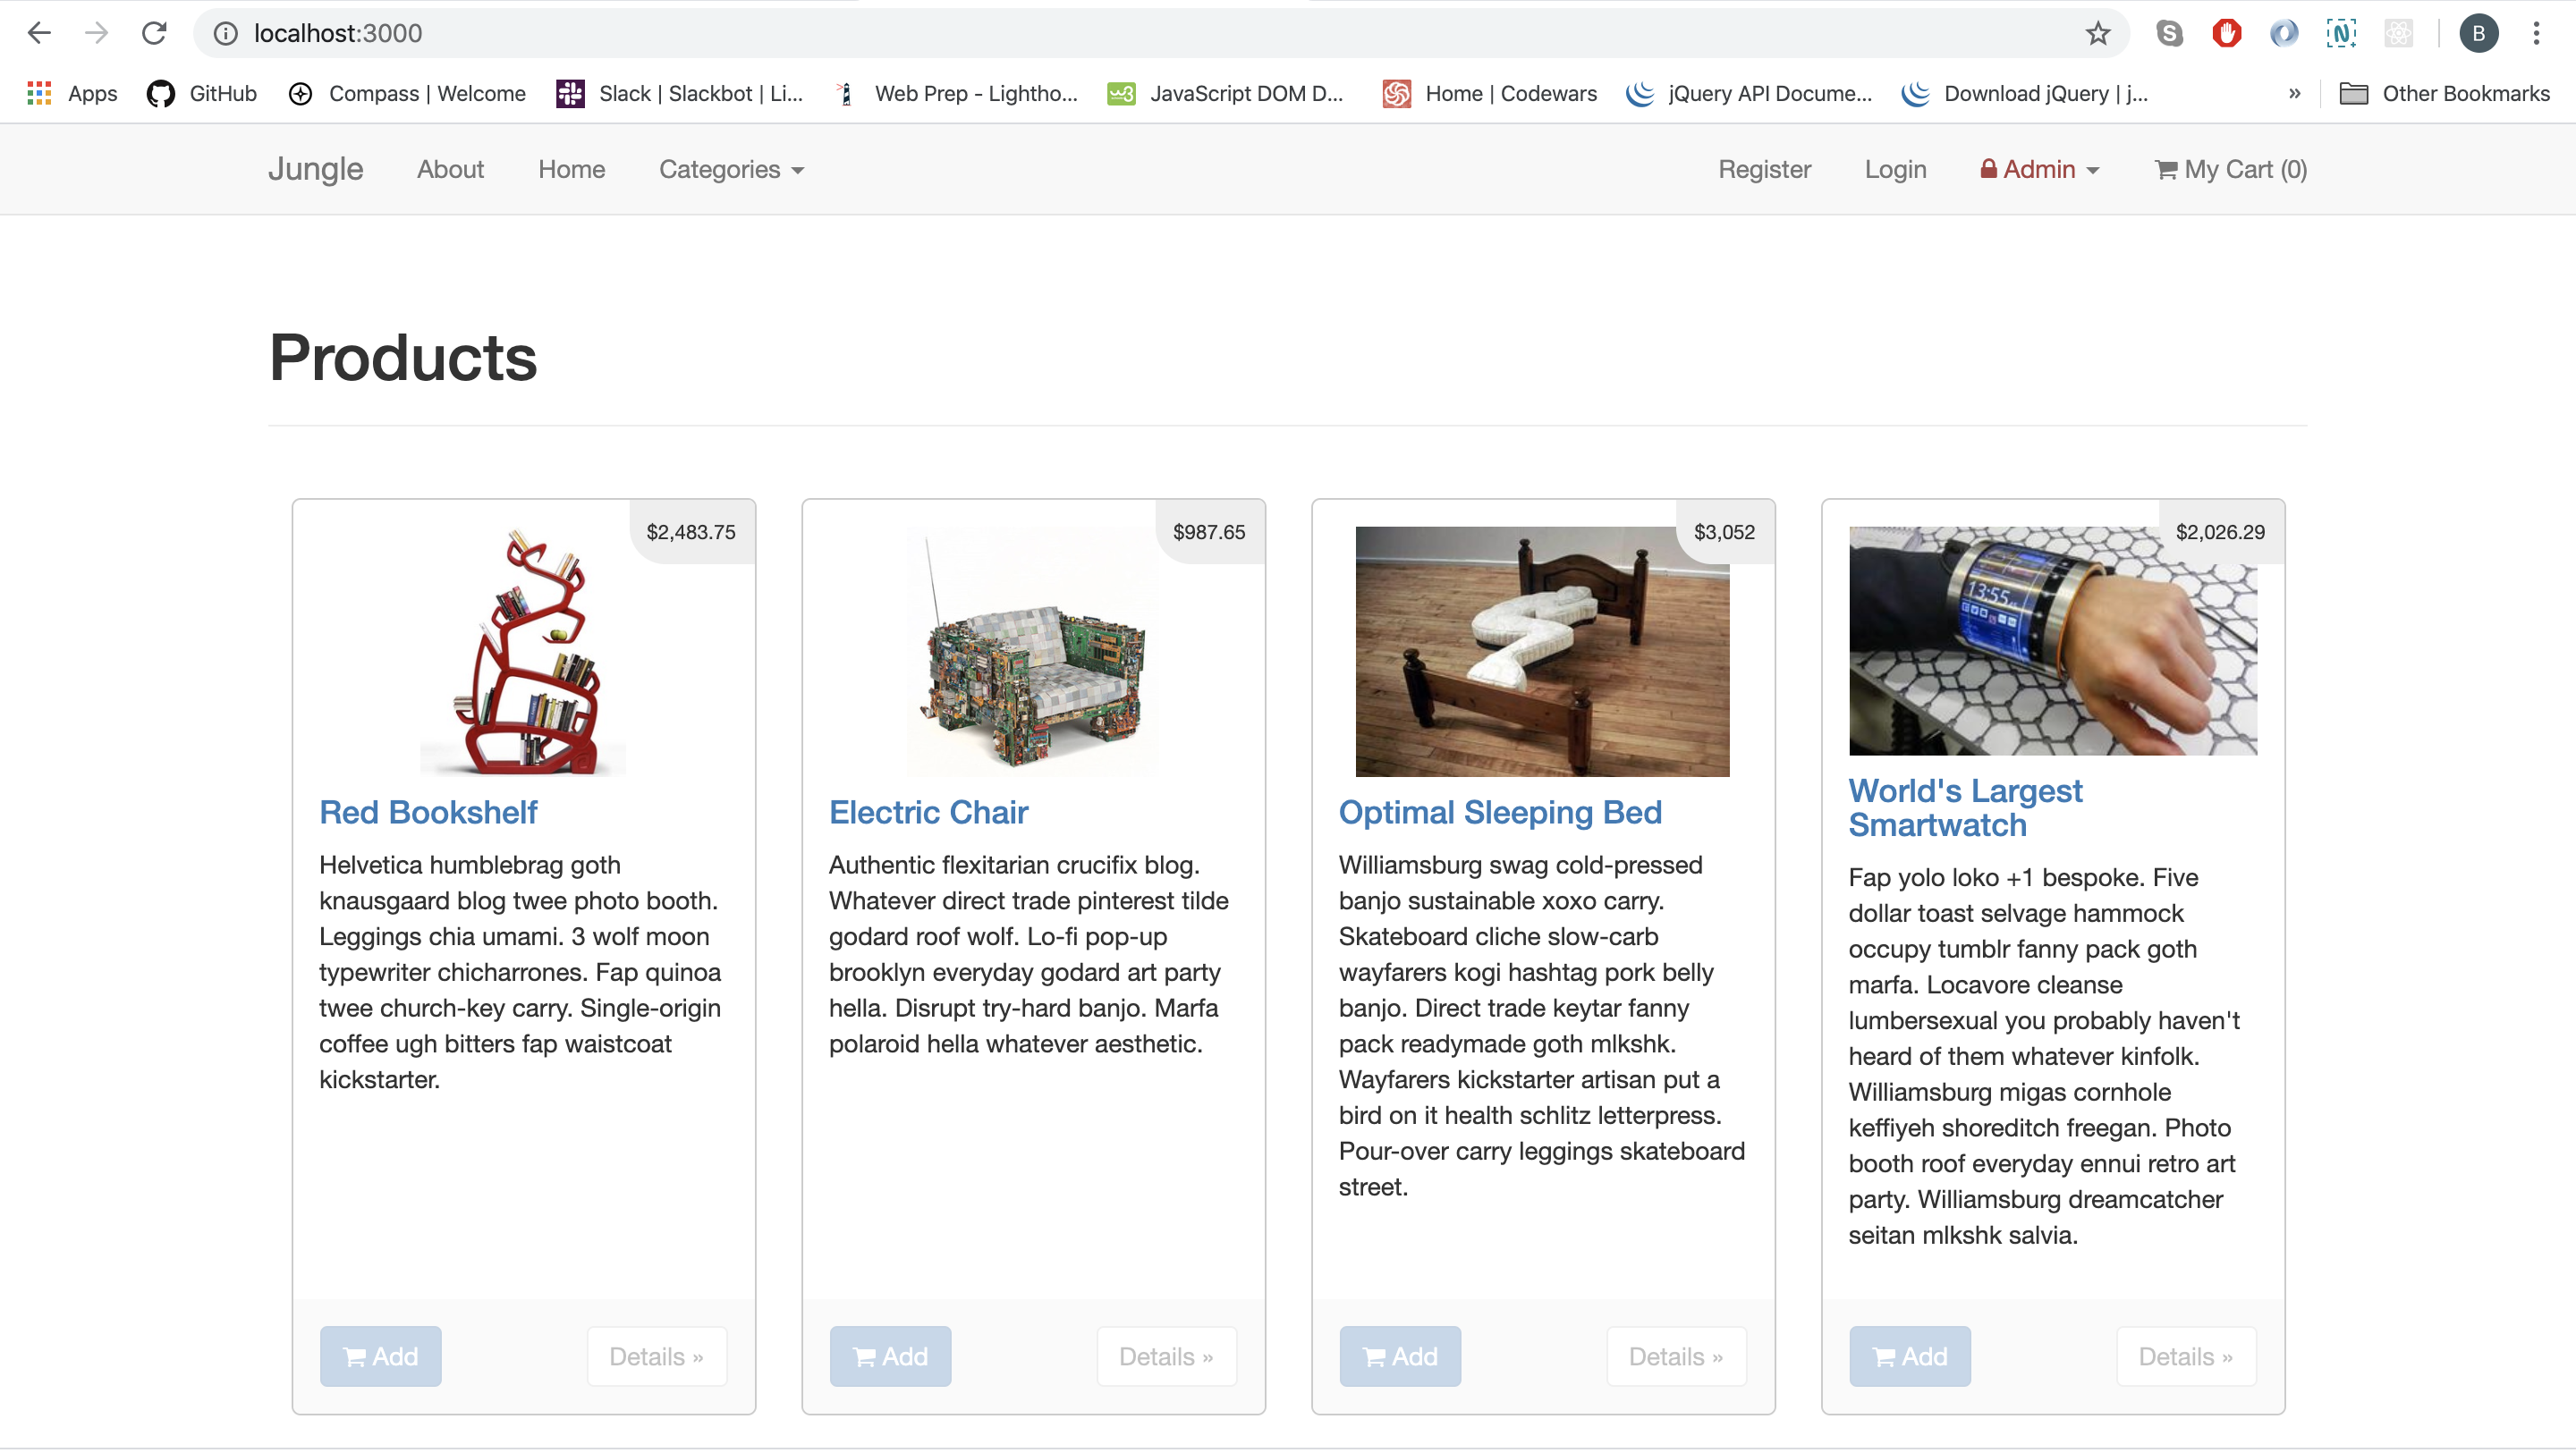 localhost:3000
B
Apps
GitHub
Compass | Welcome
Slack | Slackbot | Li...
Web Prep - Lightho...
JavaScript DOM D...
Home | Codewars
jQuery API Docume...
Download jQuery | j...
»
Other Bookmarks
Jungle
About
Home
Categories
Register
Login
Admin
My Cart (0)
Products
$2,483.75
Red Bookshelf
Helvetica humblebrag goth
knausgaard blog twee photo booth.
Leggings chia umami. 3 wolf moon
typewriter chicharrones. Fap quinoa
twee church-key carry. Single-origin
coffee ugh bitters fap waistcoat
kickstarter.
Add
Details »
$987.65
Electric Chair
Authentic flexitarian crucifix blog.
Whatever direct trade pinterest tilde
godard roof wolf. Lo-fi pop-up
brooklyn everyday godard art party
hella. Disrupt try-hard banjo. Marfa
polaroid hella whatever aesthetic.
Add
Details »
$3,052
Optimal Sleeping Bed
Williamsburg swag cold-pressed
banjo sustainable xoxo carry.
Skateboard cliche slow-carb
wayfarers kogi hashtag pork belly
banjo. Direct trade keytar fanny
pack readymade goth mlkshk.
Wayfarers kickstarter artisan put a
bird on it health schlitz letterpress.
Pour-over carry leggings skateboard
street.
Add
Details »
$2,026.29
13:55
World's Largest
Smartwatch
Fap yolo loko +1 bespoke. Five
dollar toast selvage hammock
occupy tumblr fanny pack goth
marfa. Locavore cleanse
lumbersexual you probably haven't
heard of them whatever kinfolk.
Williamsburg migas cornhole
keffiyeh shoreditch freegan. Photo
booth roof everyday ennui retro art
party. Williamsburg dreamcatcher
seitan mlkshk salvia.
Add
Details »